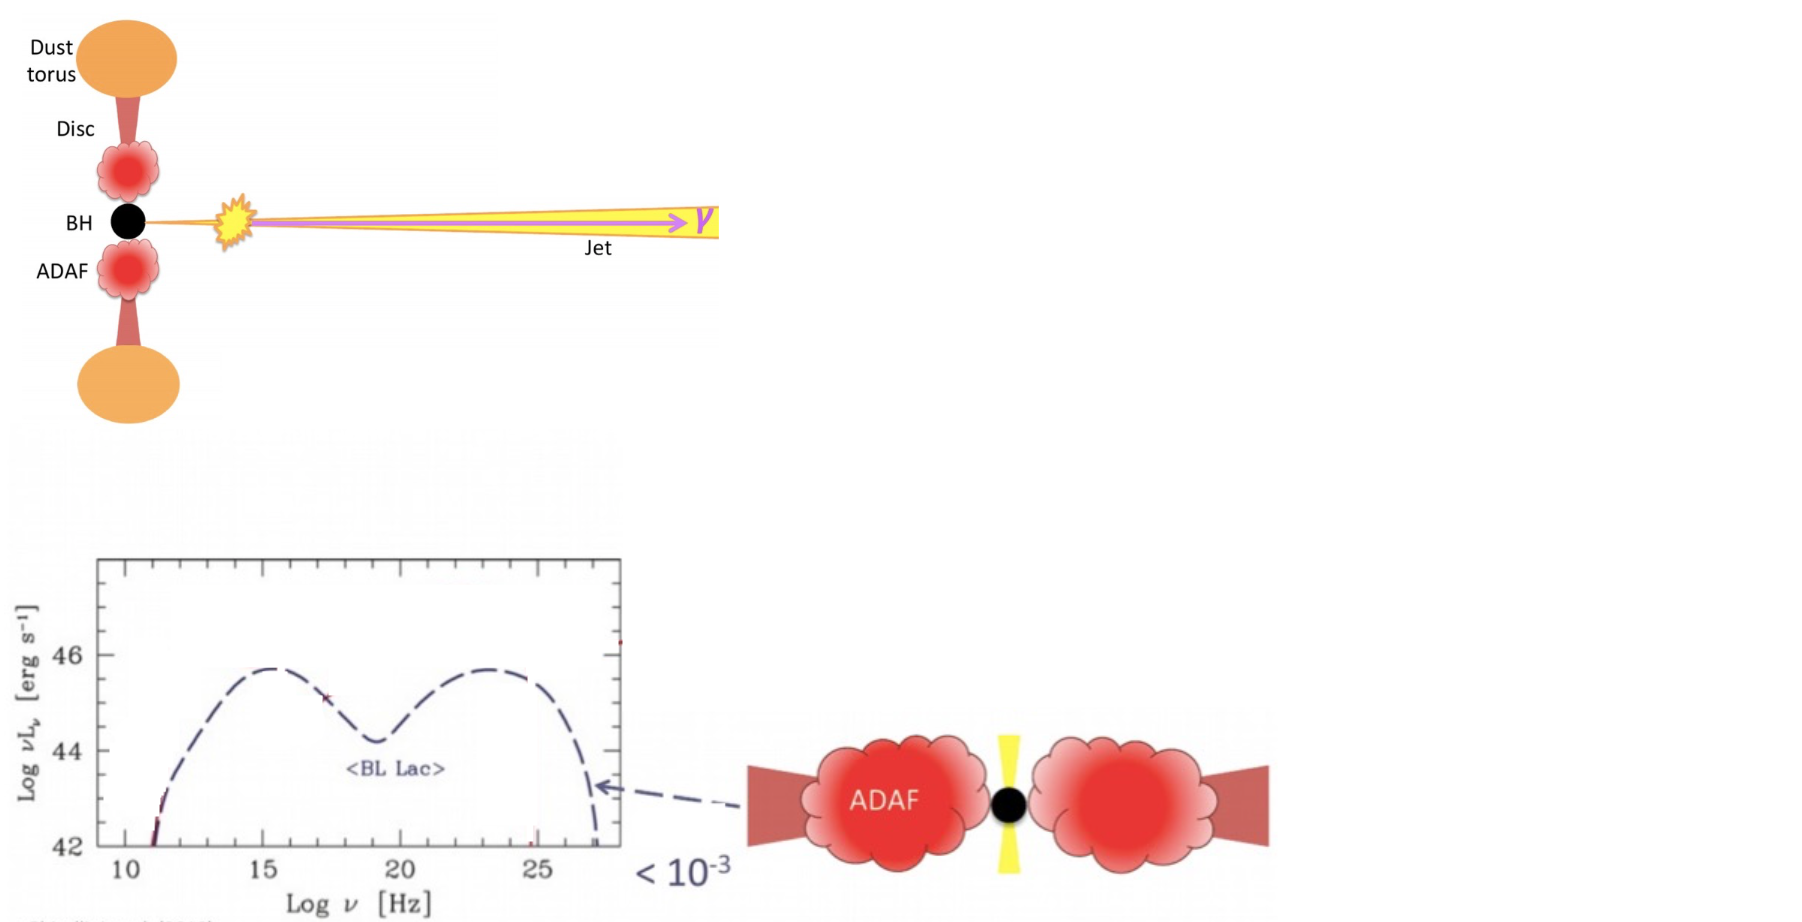 Dust
torus
Disc
BH
γ
Jet
ADAF
46
44
42
Log νLν [erg s⁻¹]
<BL Lac>
10 15 20 25
Log ν [Hz]
< 10⁻³
ADAF